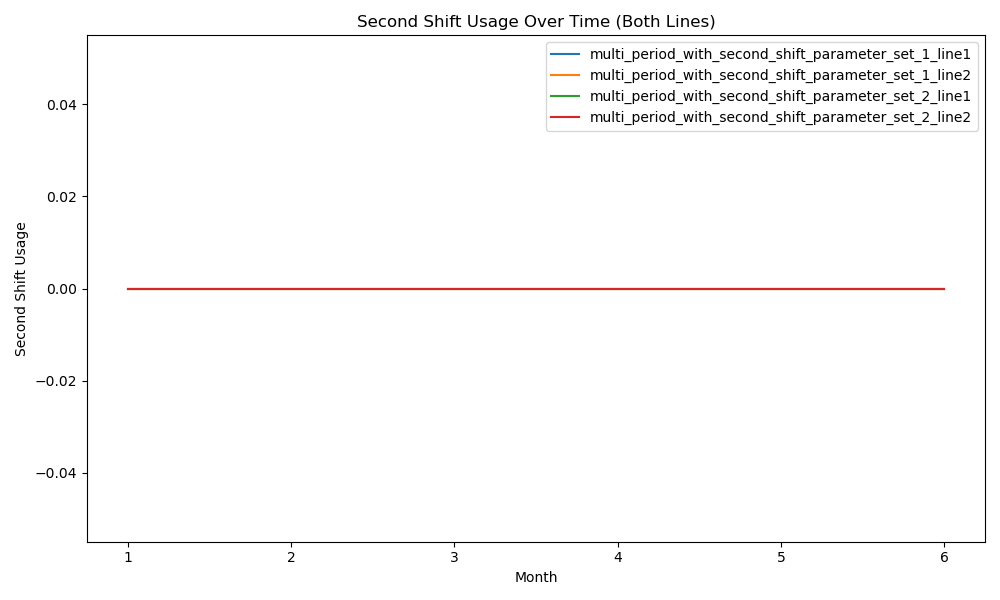 Second Shift Usage Over Time (Both Lines)
multi_period_with_second_shift_parameter_set_1_line1
multi_period_with_second_shift_parameter_set_1_line2
multi_period_with_second_shift_parameter_set_2_line1
multi_period_with_second_shift_parameter_set_2_line2
Second Shift Usage
0.04
0.02
0.00
−0.02
−0.04
1 2 3 4 5 6
Month